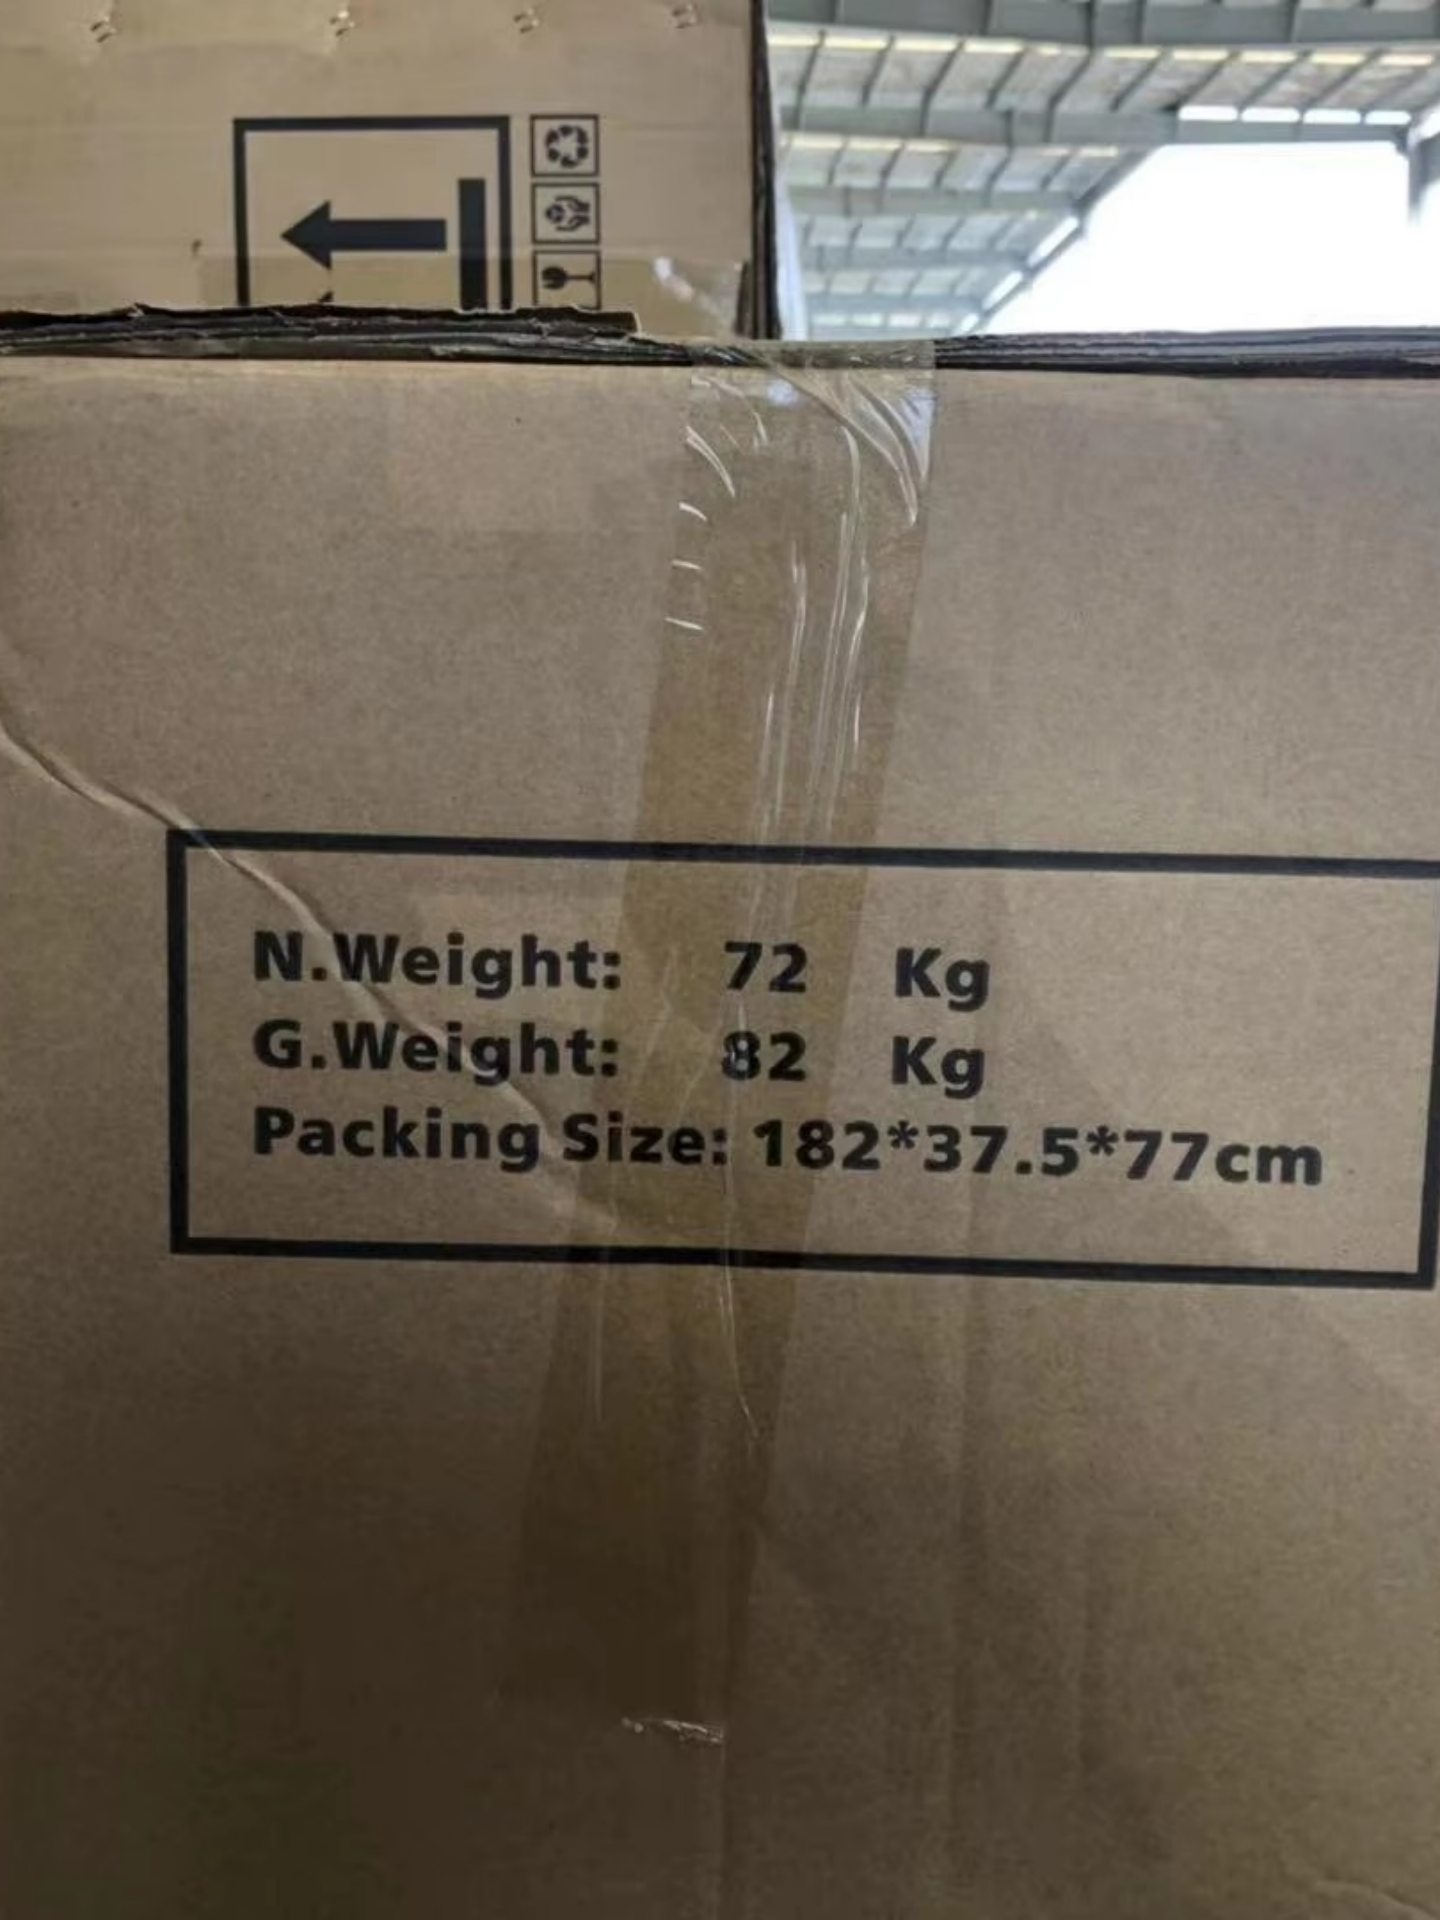 N.Weight: 72 Kg
G.Weight: 82 Kg
Packing Size: 182*37.5*77cm